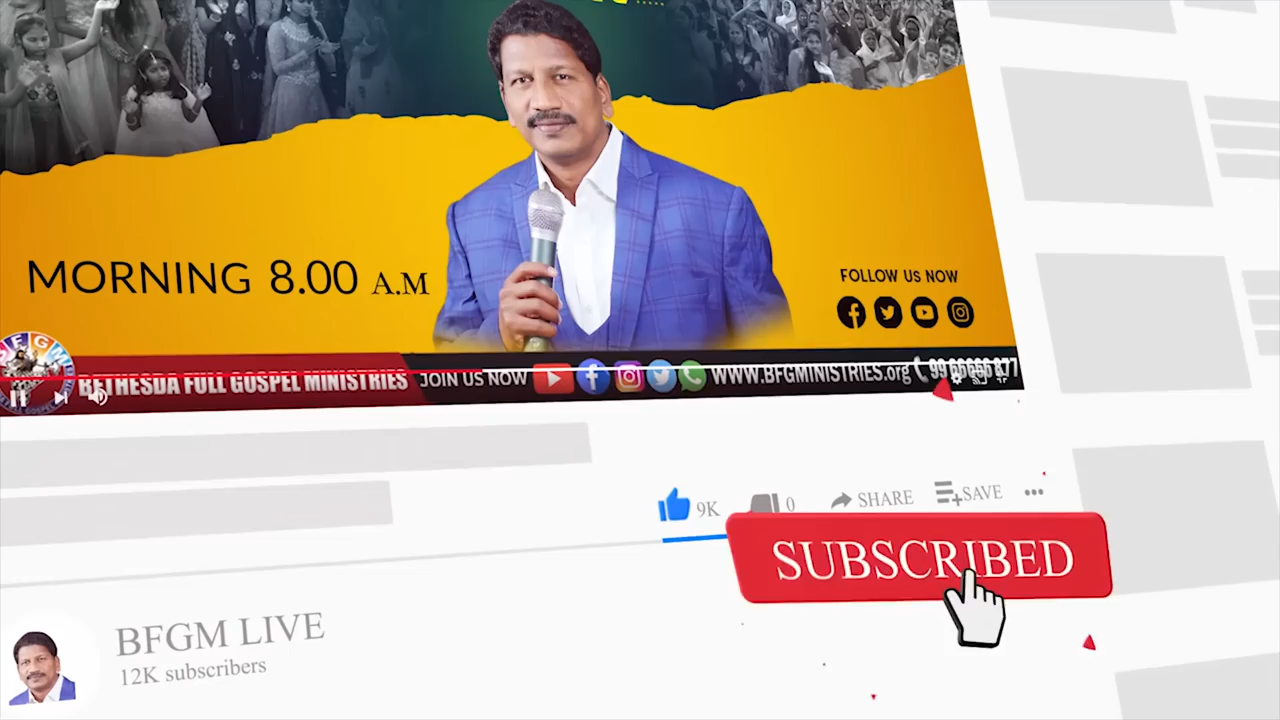 MORNING 8.00 A.M
FOLLOW US NOW
BFGM
BETHESDA FULL GOSPEL MINISTRIES
JOIN US NOW
WWW.BFGMINISTRIES.org
9K
0
SHARE
SAVE
SUBSCRIBED
BFGM LIVE
12K subscribers